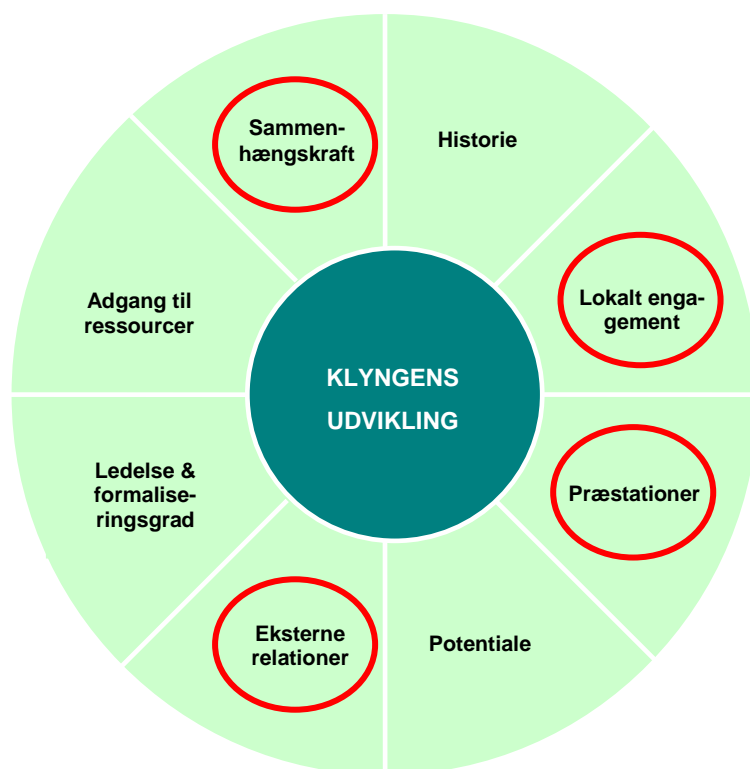 Sammen-
hængskraft
Historie
Lokalt enga-
gement
Præstationer
Potentiale
Eksterne
relationer
Ledelse &
formalise-
ringsgrad
Adgang til
ressourcer
KLYNGENS
UDVIKLING